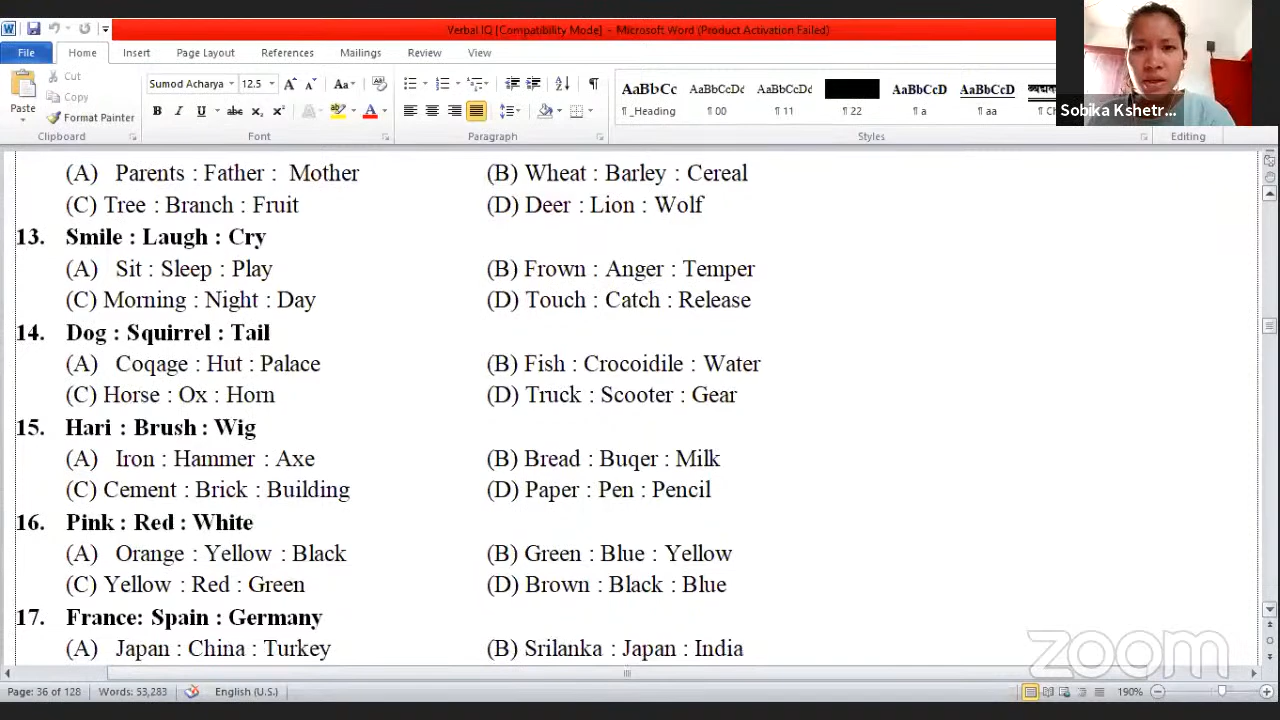 Verbal IQ [Compatibility Mode] - Microsoft Word (Product Activation Failed)
File Home Insert Page Layout References Mailings Review View
Paste Cut Copy Format Painter
Sumod Acharya 12.5
AaBbCc AaBbCcDc AaBbCcDc AaBbCcD AaBbCcD
¶ _Heading ¶ 00 ¶ 11 ¶ 22 ¶ a ¶ aa
Clipboard Font Paragraph Styles Editing
Sobika Kshetr...
(A) Parents : Father : Mother (B) Wheat : Barley : Cereal
(C) Tree : Branch : Fruit (D) Deer : Lion : Wolf
13. Smile : Laugh : Cry
(A) Sit : Sleep : Play (B) Frown : Anger : Temper
(C) Morning : Night : Day (D) Touch : Catch : Release
14. Dog : Squirrel : Tail
(A) Coqage : Hut : Palace (B) Fish : Crocoidile : Water
(C) Horse : Ox : Horn (D) Truck : Scooter : Gear
15. Hari : Brush : Wig
(A) Iron : Hammer : Axe (B) Bread : Buqer : Milk
(C) Cement : Brick : Building (D) Paper : Pen : Pencil
16. Pink : Red : White
(A) Orange : Yellow : Black (B) Green : Blue : Yellow
(C) Yellow : Red : Green (D) Brown : Black : Blue
17. France: Spain : Germany
(A) Japan : China : Turkey (B) Srilanka : Japan : India
zoom
Page: 36 of 128 Words: 53,283 English (U.S.) 190%